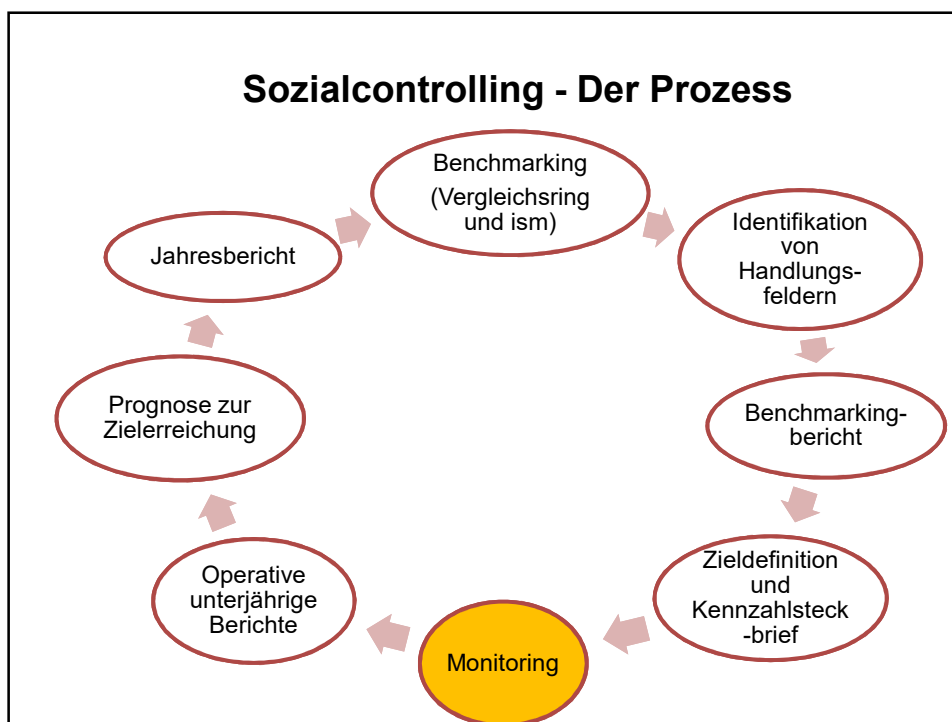 Sozialcontrolling - Der Prozess
Benchmarking
(Vergleichsring
und ism)
Identifikation
von
Handlungs-
feldern
Benchmarking-
bericht
Zieldefinition
und
Kennzahlsteck
-brief
Monitoring
Operative
unterjährige
Berichte
Prognose zur
Zielerreichung
Jahresbericht